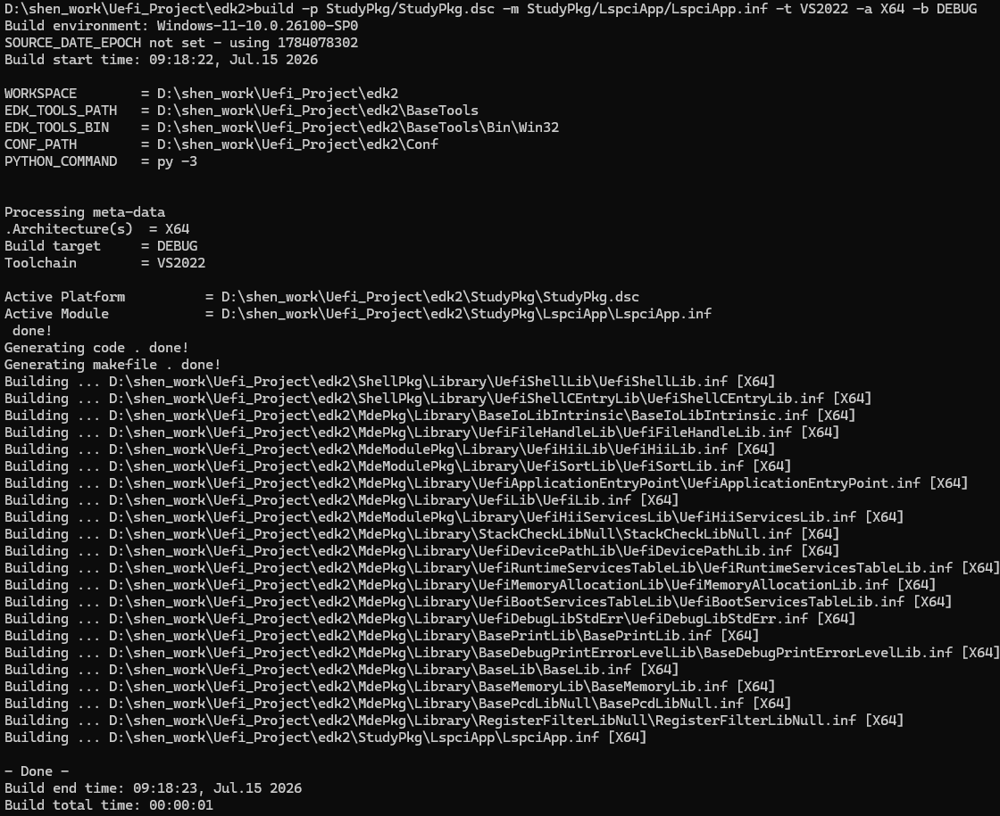 D:\shen_work\Uefi_Project\edk2>build -p StudyPkg/StudyPkg.dsc -m StudyPkg/LspciApp/LspciApp.inf -t VS2022 -a X64 -b DEBUG
Build environment: Windows-11-10.0.26100-SP0
SOURCE_DATE_EPOCH not set - using 1784078302
Build start time: 09:18:22, Jul.15 2026

WORKSPACE        = D:\shen_work\Uefi_Project\edk2
EDK_TOOLS_PATH   = D:\shen_work\Uefi_Project\edk2\BaseTools
EDK_TOOLS_BIN    = D:\shen_work\Uefi_Project\edk2\BaseTools\Bin\Win32
CONF_PATH        = D:\shen_work\Uefi_Project\edk2\Conf
PYTHON_COMMAND   = py -3

Processing meta-data
.Architecture(s)  = X64
Build target     = DEBUG
Toolchain        = VS2022

Active Platform          = D:\shen_work\Uefi_Project\edk2\StudyPkg\StudyPkg.dsc
Active Module            = D:\shen_work\Uefi_Project\edk2\StudyPkg\LspciApp\LspciApp.inf
 done!
Generating code . done!
Generating makefile . done!
Building ... D:\shen_work\Uefi_Project\edk2\ShellPkg\Library\UefiShellLib\UefiShellLib.inf [X64]
Building ... D:\shen_work\Uefi_Project\edk2\ShellPkg\Library\UefiShellCEntryLib\UefiShellCEntryLib.inf [X64]
Building ... D:\shen_work\Uefi_Project\edk2\MdePkg\Library\BaseIoLibIntrinsic\BaseIoLibIntrinsic.inf [X64]
Building ... D:\shen_work\Uefi_Project\edk2\MdePkg\Library\UefiFileHandleLib\UefiFileHandleLib.inf [X64]
Building ... D:\shen_work\Uefi_Project\edk2\MdeModulePkg\Library\UefiHiiLib\UefiHiiLib.inf [X64]
Building ... D:\shen_work\Uefi_Project\edk2\MdeModulePkg\Library\UefiSortLib\UefiSortLib.inf [X64]
Building ... D:\shen_work\Uefi_Project\edk2\MdePkg\Library\UefiApplicationEntryPoint\UefiApplicationEntryPoint.inf [X64]
Building ... D:\shen_work\Uefi_Project\edk2\MdePkg\Library\UefiLib\UefiLib.inf [X64]
Building ... D:\shen_work\Uefi_Project\edk2\MdeModulePkg\Library\UefiHiiServicesLib\UefiHiiServicesLib.inf [X64]
Building ... D:\shen_work\Uefi_Project\edk2\MdePkg\Library\StackCheckLibNull\StackCheckLibNull.inf [X64]
Building ... D:\shen_work\Uefi_Project\edk2\MdePkg\Library\UefiDevicePathLib\UefiDevicePathLib.inf [X64]
Building ... D:\shen_work\Uefi_Project\edk2\MdePkg\Library\UefiRuntimeServicesTableLib\UefiRuntimeServicesTableLib.inf [X64]
Building ... D:\shen_work\Uefi_Project\edk2\MdePkg\Library\UefiMemoryAllocationLib\UefiMemoryAllocationLib.inf [X64]
Building ... D:\shen_work\Uefi_Project\edk2\MdePkg\Library\UefiBootServicesTableLib\UefiBootServicesTableLib.inf [X64]
Building ... D:\shen_work\Uefi_Project\edk2\MdePkg\Library\UefiDebugLibStdErr\UefiDebugLibStdErr.inf [X64]
Building ... D:\shen_work\Uefi_Project\edk2\MdePkg\Library\BasePrintLib\BasePrintLib.inf [X64]
Building ... D:\shen_work\Uefi_Project\edk2\MdePkg\Library\BaseDebugPrintErrorLevelLib\BaseDebugPrintErrorLevelLib.inf [X64]
Building ... D:\shen_work\Uefi_Project\edk2\MdePkg\Library\BaseLib\BaseLib.inf [X64]
Building ... D:\shen_work\Uefi_Project\edk2\MdePkg\Library\BaseMemoryLib\BaseMemoryLib.inf [X64]
Building ... D:\shen_work\Uefi_Project\edk2\MdePkg\Library\BasePcdLibNull\BasePcdLibNull.inf [X64]
Building ... D:\shen_work\Uefi_Project\edk2\MdePkg\Library\RegisterFilterLibNull\RegisterFilterLibNull.inf [X64]
Building ... D:\shen_work\Uefi_Project\edk2\StudyPkg\LspciApp\LspciApp.inf [X64]

- Done -
Build end time: 09:18:23, Jul.15 2026
Build total time: 00:00:01